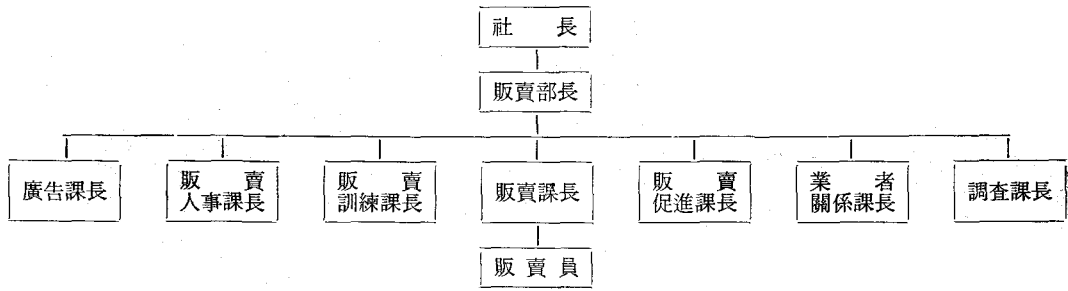 社長
販賣部長
廣告課長
販賣
人事課長
販賣
訓練課長
販賣課長
販賣
促進課長
業者
關係課長
調査課長
販賣員